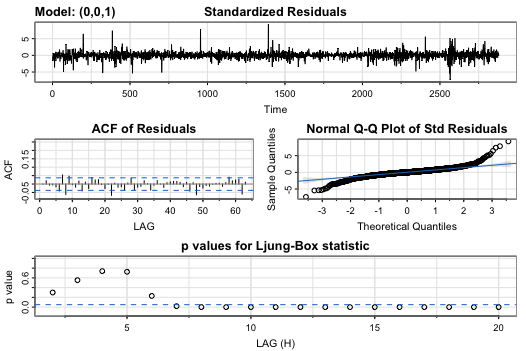 Model: (0,0,1) Standardized Residuals
5
0
-5
0 500 1000 1500 2000 2500
Time
ACF of Residuals
ACF
0.15
0.05
-0.05
0 10 20 30 40 50 60
LAG
Normal Q-Q Plot of Std Residuals
Sample Quantiles
5
0
-5
-3 -2 -1 0 1 2 3
Theoretical Quantiles
p values for Ljung-Box statistic
p value
0.6
0.0
5 10 15 20
LAG (H)